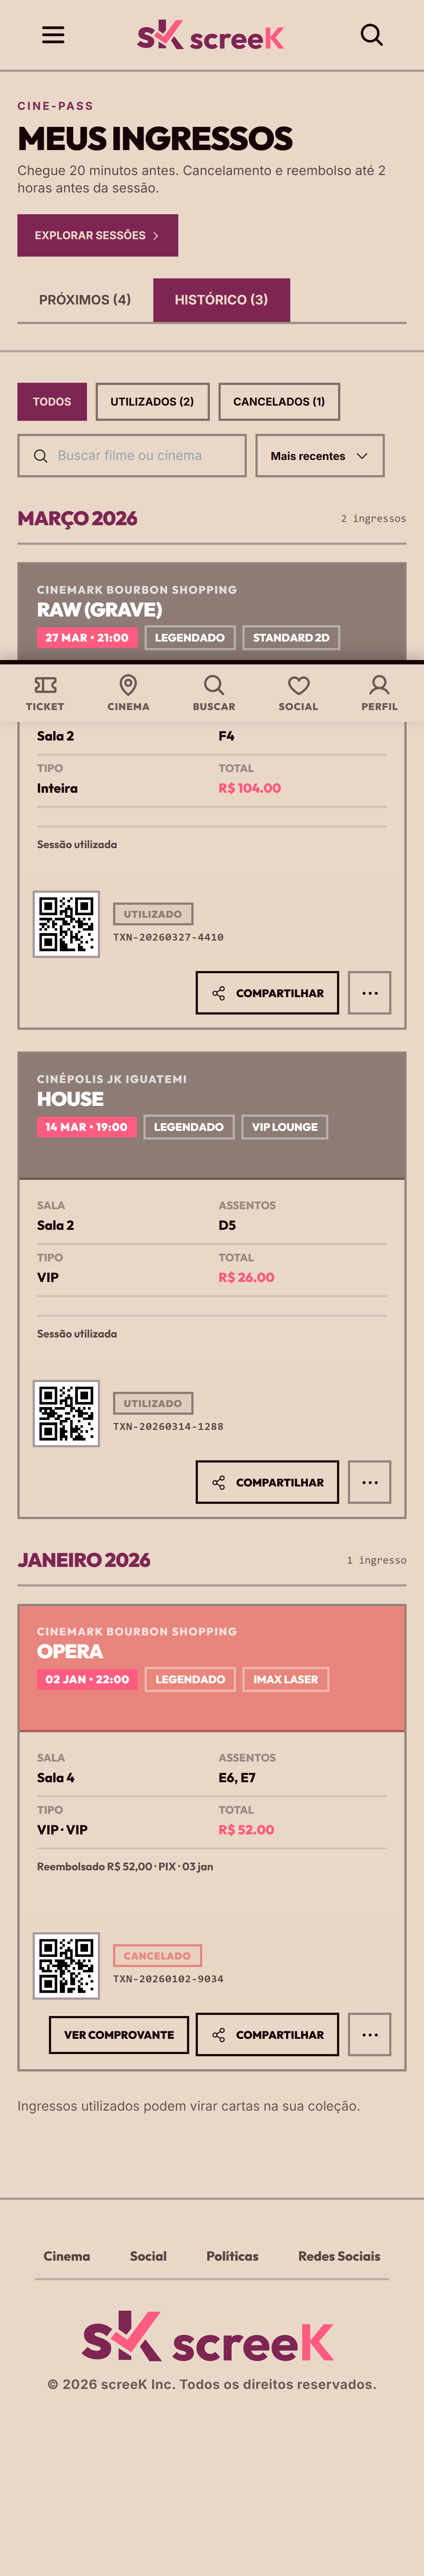 sK screeK
CINE-PASS
MEUS INGRESSOS
Chegue 20 minutos antes. Cancelamento e reembolso até 2
horas antes da sessão.
EXPLORAR SESSÕES
PRÓXIMOS (4) HISTÓRICO (3)
TODOS UTILIZADOS (2) CANCELADOS (1)
Buscar filme ou cinema Mais recentes
MARÇO 2026 2 ingressos
CINEMARK BOURBON SHOPPING
RAW (GRAVE)
27 MAR • 21:00 LEGENDADO STANDARD 2D
TICKET CINEMA BUSCAR SOCIAL PERFIL
Sala 2 F4
TIPO TOTAL
Inteira R$ 104.00
Sessão utilizada
UTILIZADO
TXN-20260327-4410
COMPARTILHAR ...
CINÉPOLIS JK IGUATEMI
HOUSE
14 MAR • 19:00 LEGENDADO VIP LOUNGE
SALA ASSENTOS
Sala 2 D5
TIPO TOTAL
VIP R$ 26.00
Sessão utilizada
UTILIZADO
TXN-20260314-1288
COMPARTILHAR ...
JANEIRO 2026 1 ingresso
CINEMARK BOURBON SHOPPING
OPERA
02 JAN • 22:00 LEGENDADO IMAX LASER
SALA ASSENTOS
Sala 4 E6, E7
TIPO TOTAL
VIP · VIP R$ 52.00
Reembolsado R$ 52,00 · PIX · 03 jan
CANCELADO
TXN-20260102-9034
VER COMPROVANTE COMPARTILHAR ...
Ingressos utilizados podem virar cartas na sua coleção.
Cinema Social Políticas Redes Sociais
sK screeK
© 2026 screeK Inc. Todos os direitos reservados.